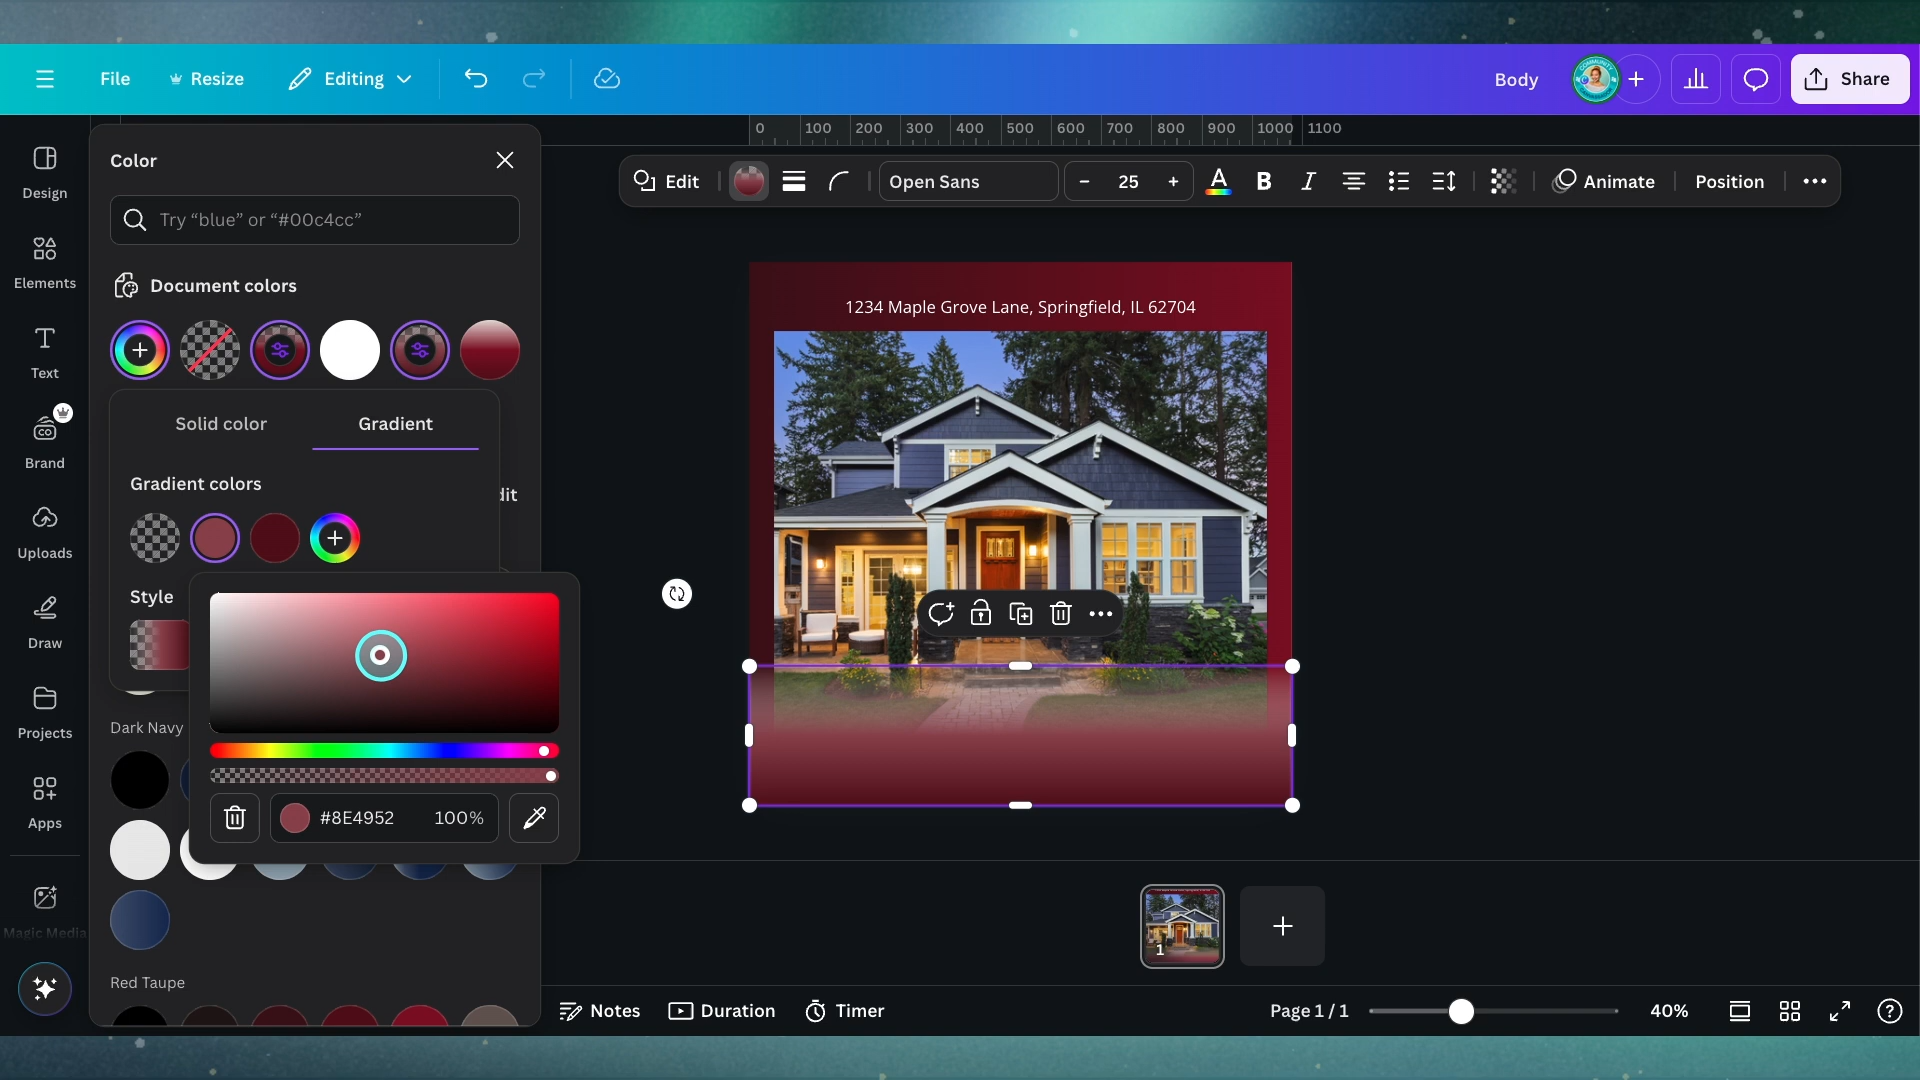 File
Resize
Editing
Body
Share
0 100 200 300 400 500 600 700 800 900 1000 1100
Design
Elements
Text
Brand
CO
Uploads
Draw
Projects
Apps
Magic Media
Color
Try “blue” or “#00c4cc”
Document colors
Solid color
Gradient
Gradient colors
dit
Style
Dark Navy
#8E4952 100%
Red Taupe
Edit
Open Sans
– 25 +
A B I
Animate
Position
1234 Maple Grove Lane, Springfield, IL 62704
1
Notes
Duration
Timer
Page 1 / 1
40%